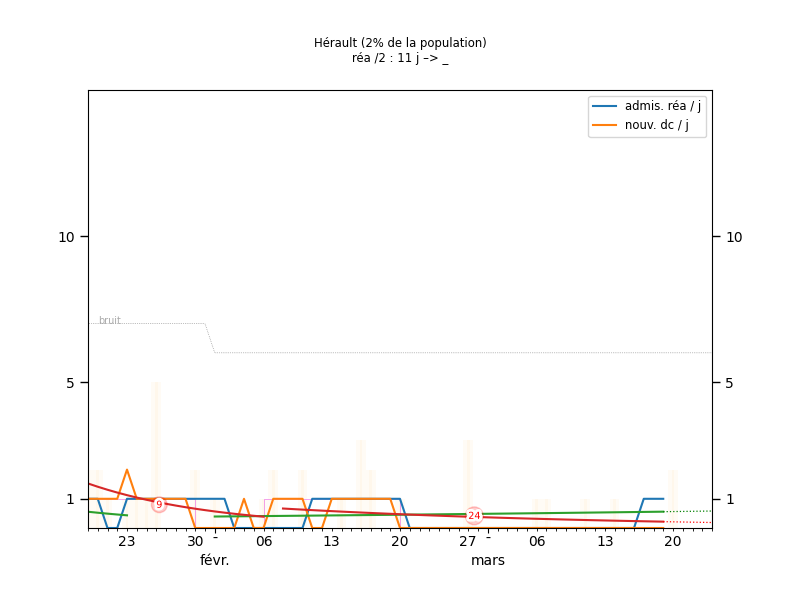 Hérault (2% de la population)
réa /2 : 11 j –> _
admis. réa / j
nouv. dc / j
10 10
bruit
5 5
1 1
9
24
23 30 - 06 13 20 27 - 06 13 20
févr. mars